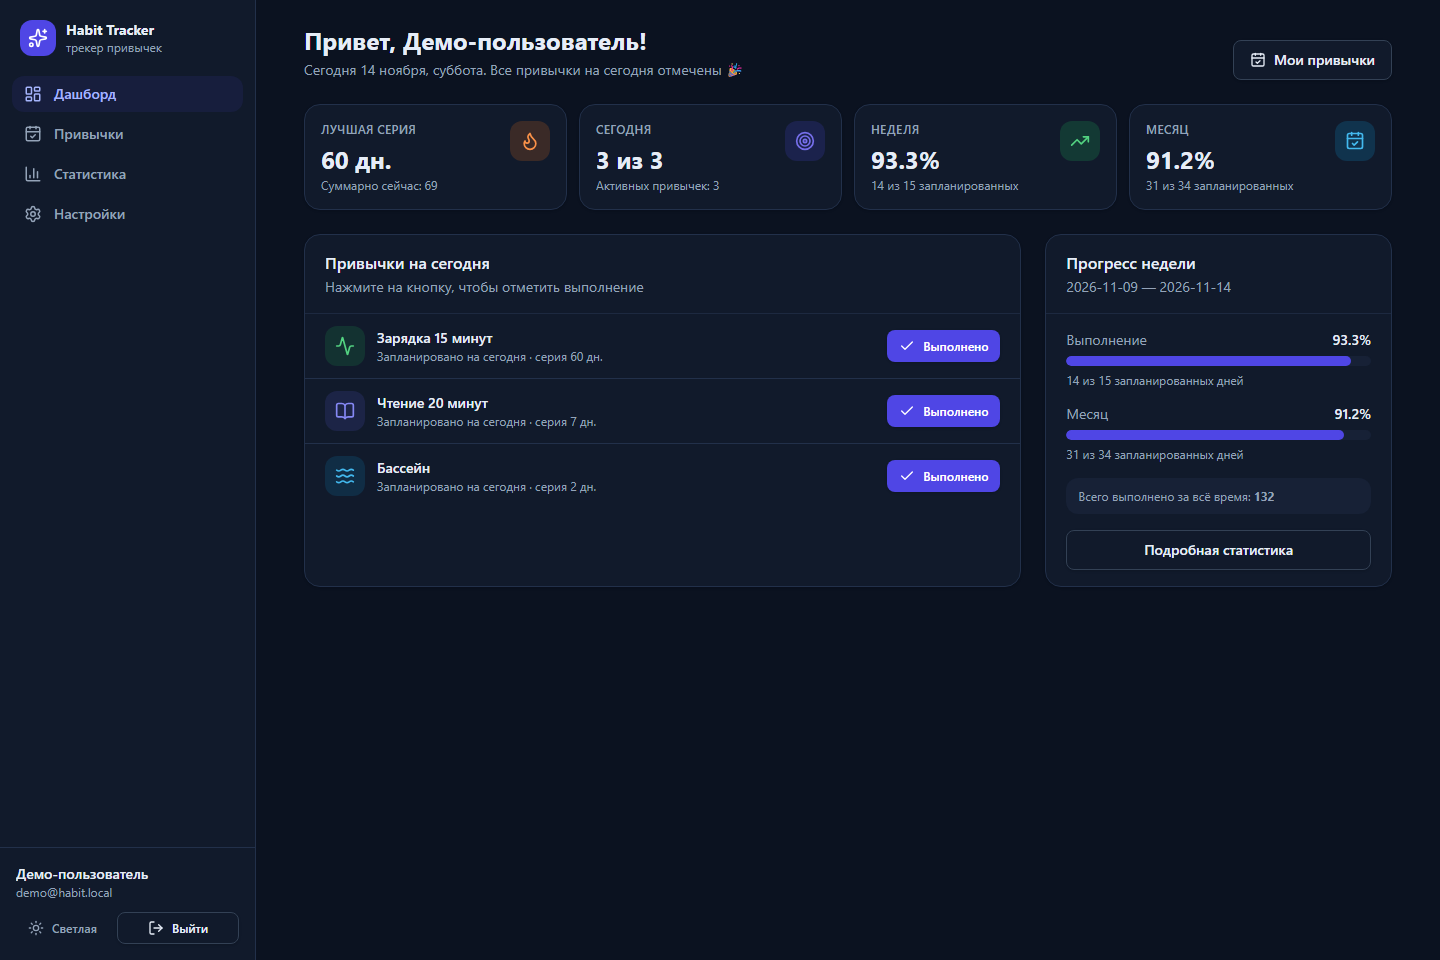 Habit Tracker
трекер привычек
Дашборд
Привычки
Статистика
Настройки
Демо-пользователь
demo@habit.local
Светлая
Выйти
Привет, Демо-пользователь!
Сегодня 14 ноября, суббота. Все привычки на сегодня отмечены 🎉
Мои привычки
ЛУЧШАЯ СЕРИЯ
60 дн.
Суммарно сейчас: 69
СЕГОДНЯ
3 из 3
Активных привычек: 3
НЕДЕЛЯ
93.3%
14 из 15 запланированных
МЕСЯЦ
91.2%
31 из 34 запланированных
Привычки на сегодня
Нажмите на кнопку, чтобы отметить выполнение
Зарядка 15 минут
Запланировано на сегодня · серия 60 дн.
Выполнено
Чтение 20 минут
Запланировано на сегодня · серия 7 дн.
Выполнено
Бассейн
Запланировано на сегодня · серия 2 дн.
Выполнено
Прогресс недели
2026-11-09 — 2026-11-14
Выполнение 93.3%
14 из 15 запланированных дней
Месяц 91.2%
31 из 34 запланированных дней
Всего выполнено за всё время: 132
Подробная статистика